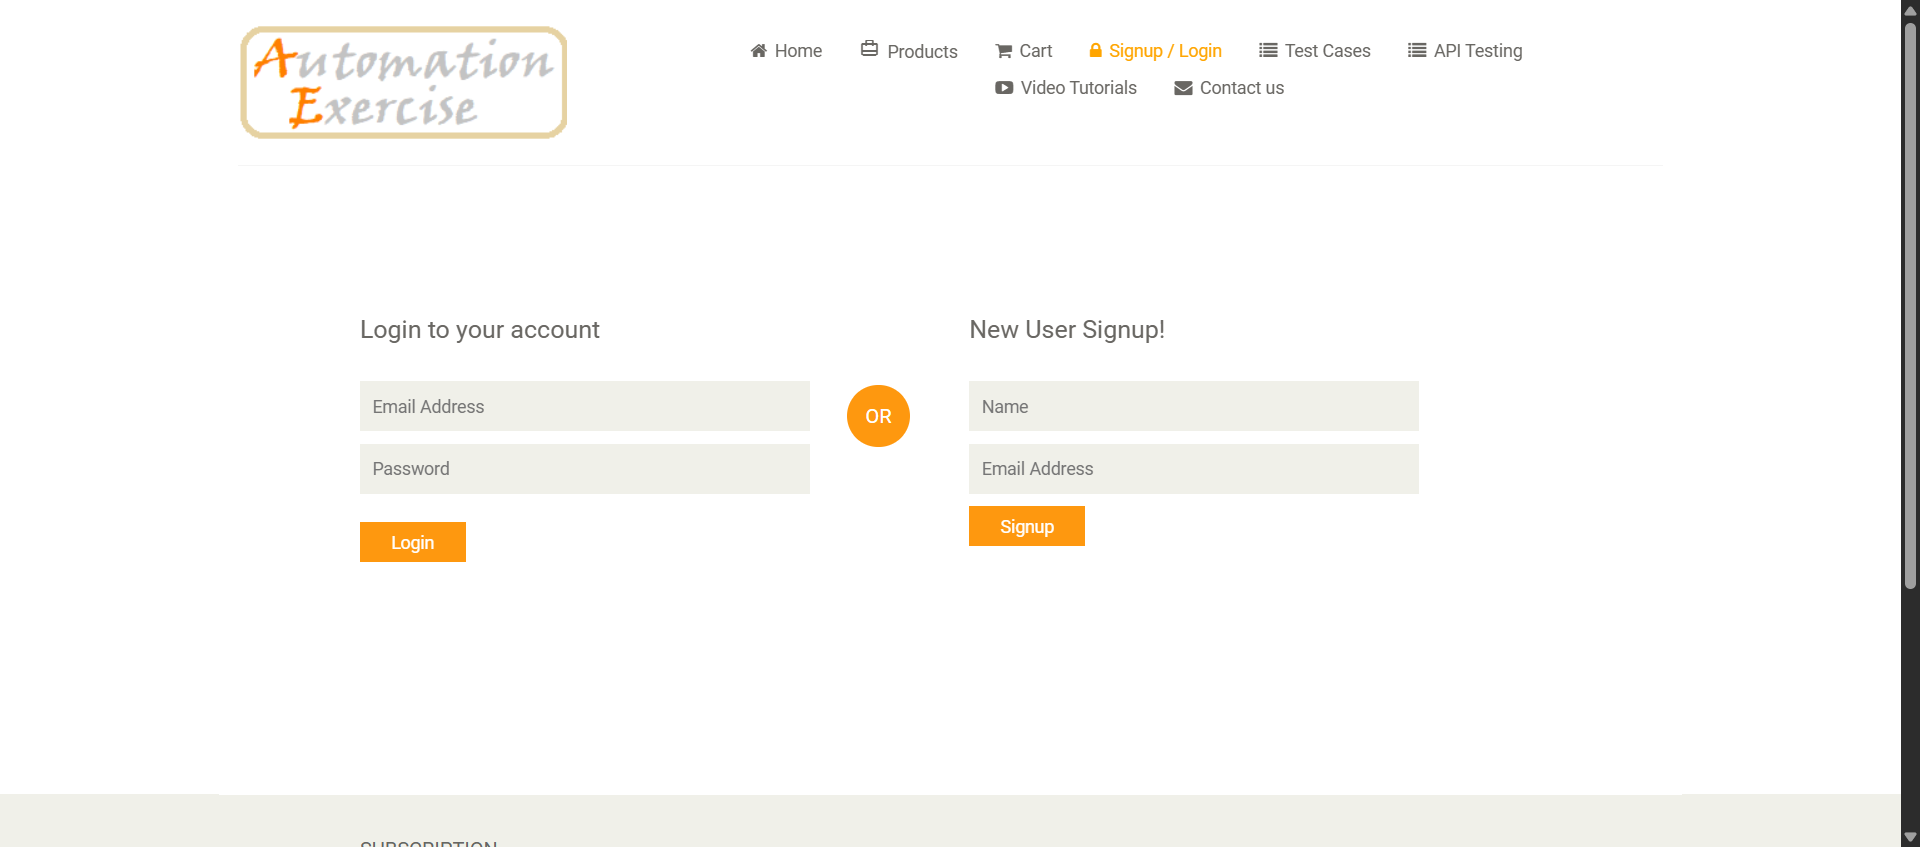 Automation
Exercise
Home
Products
Cart
Signup / Login
Test Cases
API Testing
Video Tutorials
Contact us
Login to your account
Email Address
Password
Login
OR
New User Signup!
Name
Email Address
Signup
SUBSCRIPTION